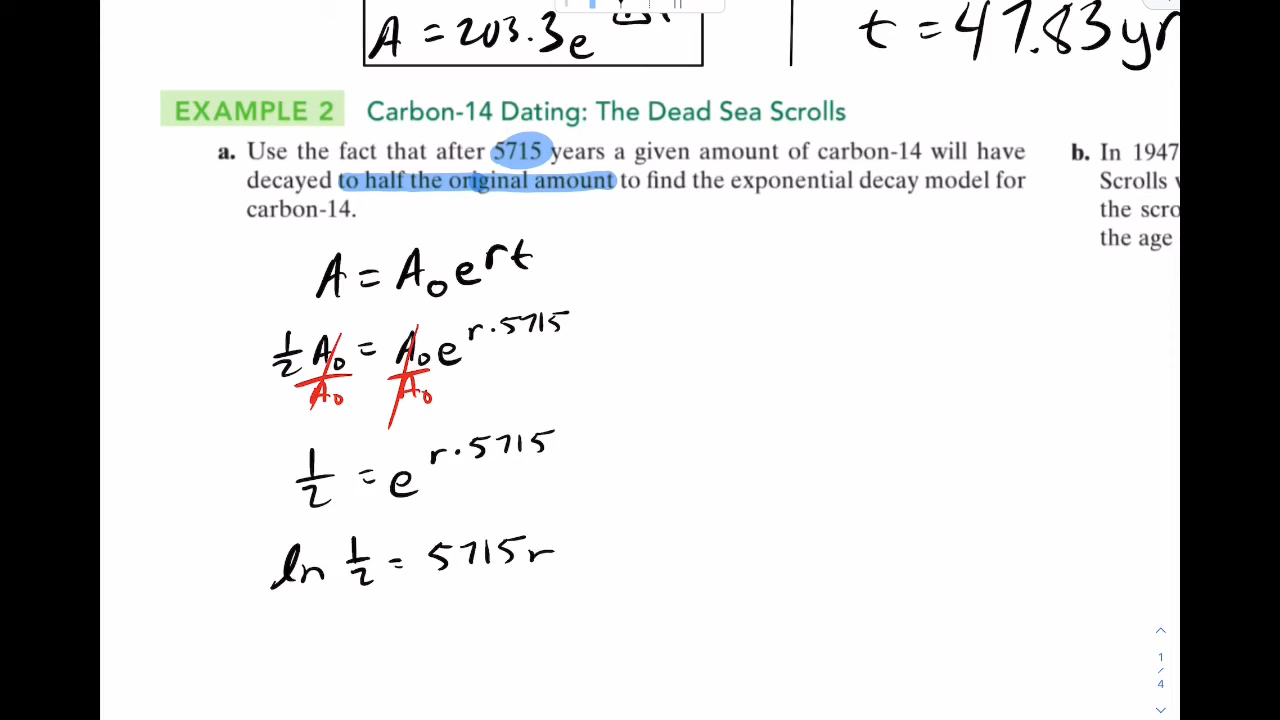 A = 203.3e
t = 47.83 yr
EXAMPLE 2 Carbon-14 Dating: The Dead Sea Scrolls
a. Use the fact that after 5715 years a given amount of carbon-14 will have
decayed to half the original amount to find the exponential decay model for
carbon-14.
b. In 1947
Scrolls
the scro
the age
A = A₀e^rt
½A₀/A₀ = A₀e^r·5715/A₀
½ = e^r·5715
ln ½ = 5715r
1
/
4